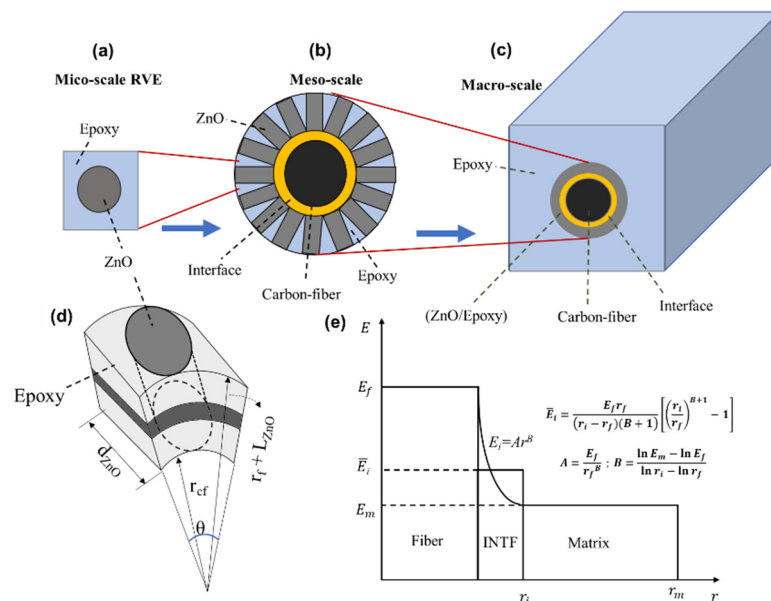 (a)
Mico-scale RVE
Epoxy
ZnO
(b)
Meso-scale
ZnO
Interface
Carbon-fiber
Epoxy
(c)
Macro-scale
Epoxy
(ZnO/Epoxy)
Carbon-fiber
Interface
(d)
Epoxy
d_ZnO
r_cf
r_f + L_ZnO
θ
(e)
E
E_f
E_i=Ar^B
Ē_i
E_m
Fiber
INTF
Matrix
r_i
r_m
r
Ē_i = E_f r_f / (r_i − r_f)(B + 1) [(r_i / r_f)^{B+1} − 1]
A = E_f / r_f^B ; B = ln E_m − ln E_f / ln r_i − ln r_f